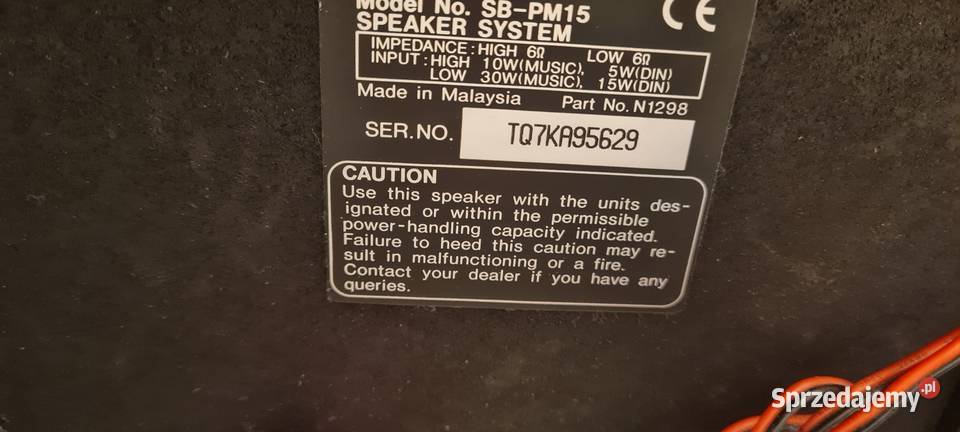 Model No. SB-PM15
CE
SPEAKER SYSTEM
IMPEDANCE: HIGH 6Ω LOW 6Ω
INPUT: HIGH 10W(MUSIC), 5W(DIN)
LOW 30W(MUSIC), 15W(DIN)
Made in Malaysia Part No. N1298
SER.NO. TQ7KA95629
CAUTION
Use this speaker with the units des-
ignated or within the permissible
power-handling capacity indicated.
Failure to heed this caution may re-
sult in malfunctioning or a fire.
Contact your dealer if you have any
queries.
Sprzedajemy.pl